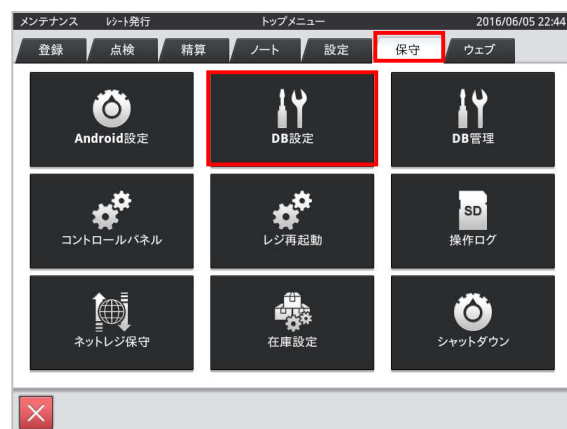 メンテナンス レシート発行 トップメニュー 2016/06/05 22:44
登録 点検 精算 ノート 設定 保守 ウェブ
Android設定 DB設定 DB管理
SD
コントロールパネル レジ再起動 操作ログ
ネットレジ保守 在庫設定 シャットダウン